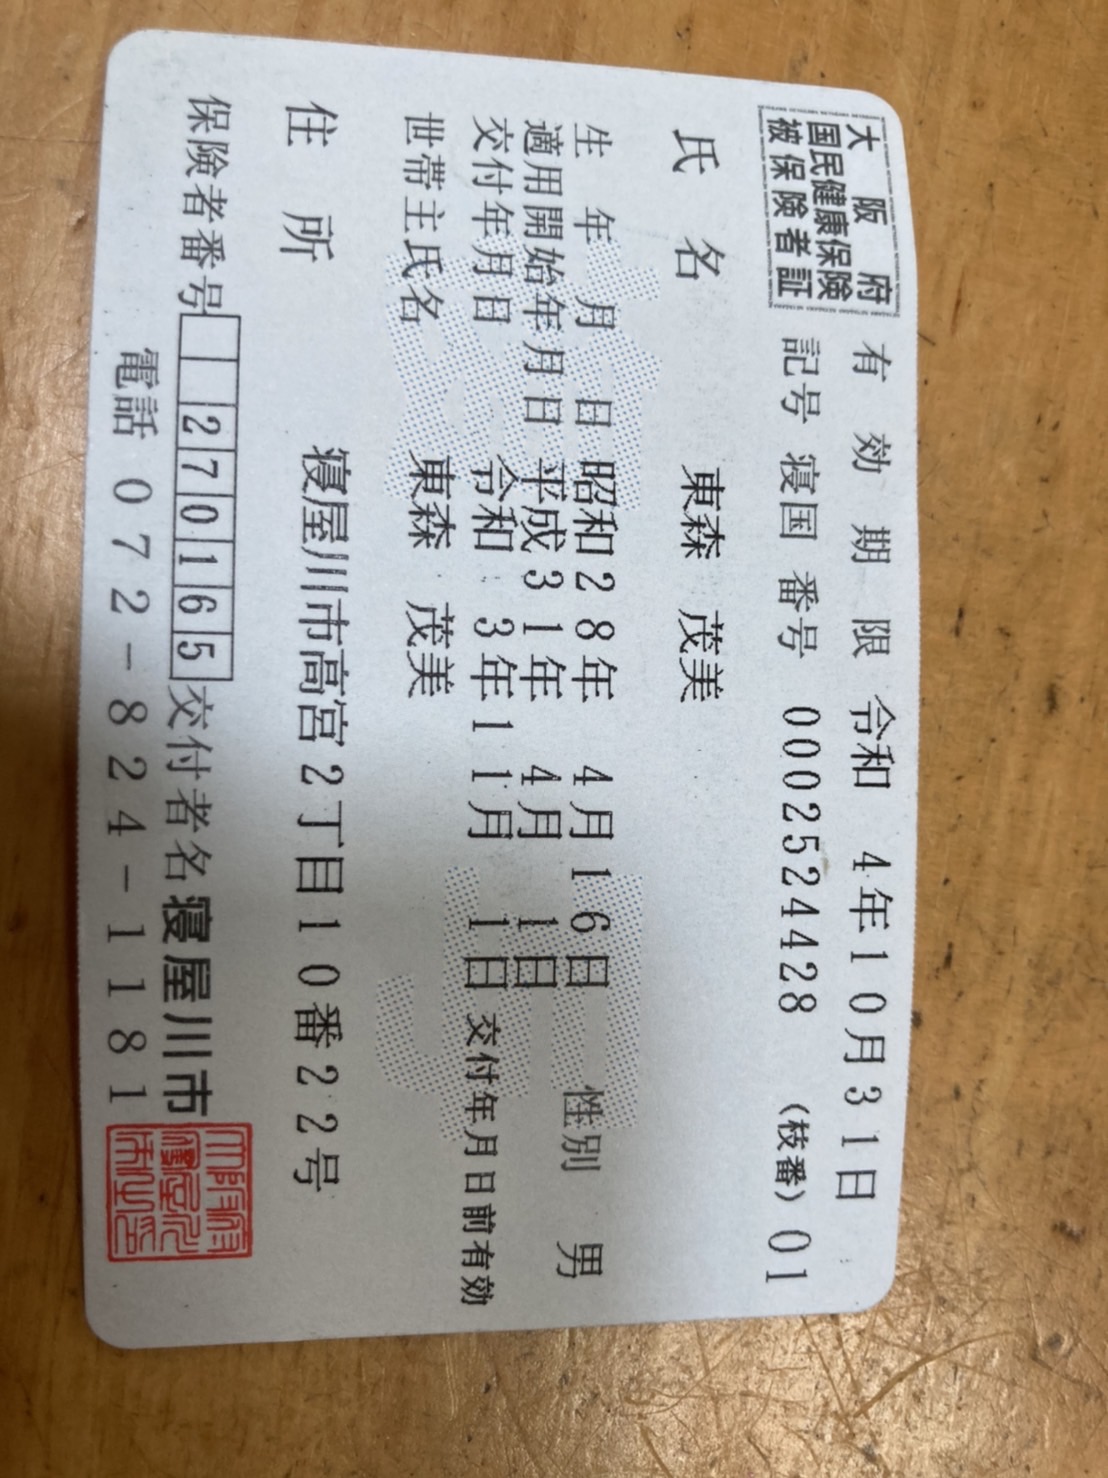 大阪府
国民健康保険
被保険者証
有効期限 令和 4年10月31日
記号 寝国 番号 0002524428 (枝番) 01
氏名 東森 茂美
生年月日 昭和28年 4月16日 性別 男
適用開始年月日 平成31年 4月 1日
交付年月日 令和 3年11月 1日 交付年月日前有効
世帯主氏名 東森 茂美
住所 寝屋川市高宮2丁目10番22号
保険者番号 270165 交付者名 寝屋川市
電話 072-824-1181